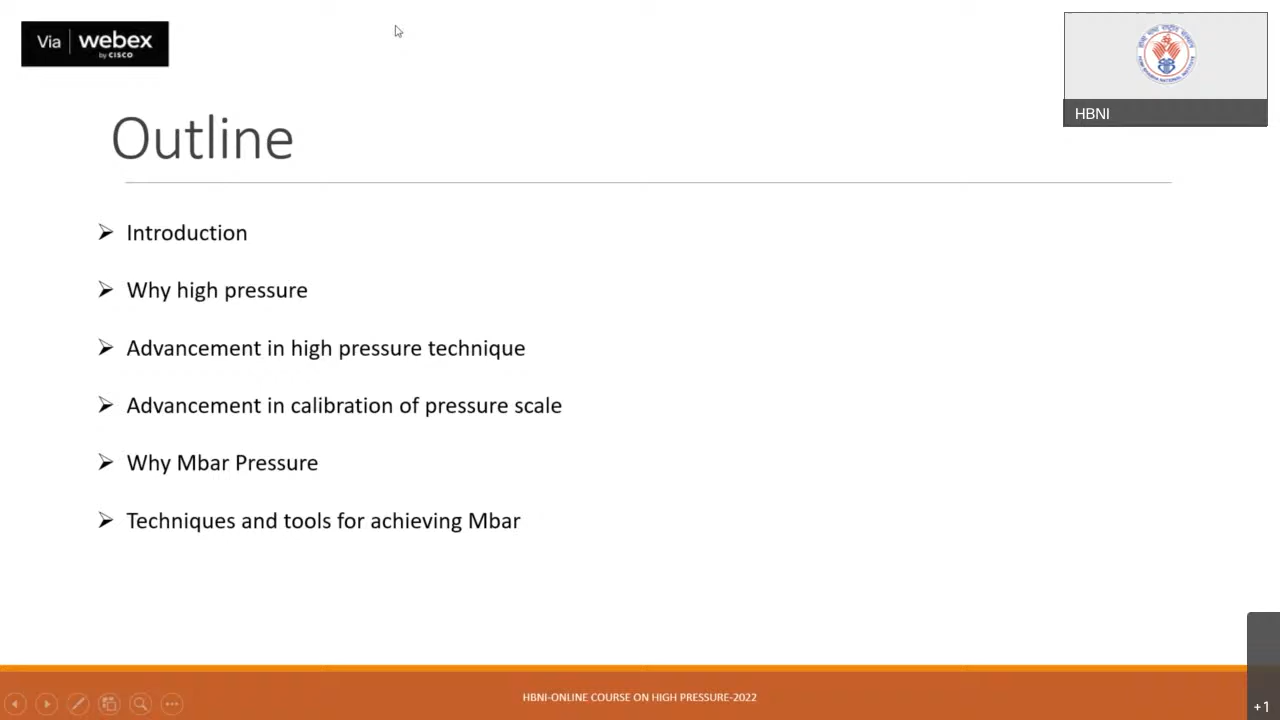 Via webex
by CISCO
HBNI
Outline
Introduction
Why high pressure
Advancement in high pressure technique
Advancement in calibration of pressure scale
Why Mbar Pressure
Techniques and tools for achieving Mbar
HBNI-ONLINE COURSE ON HIGH PRESSURE-2022
+1